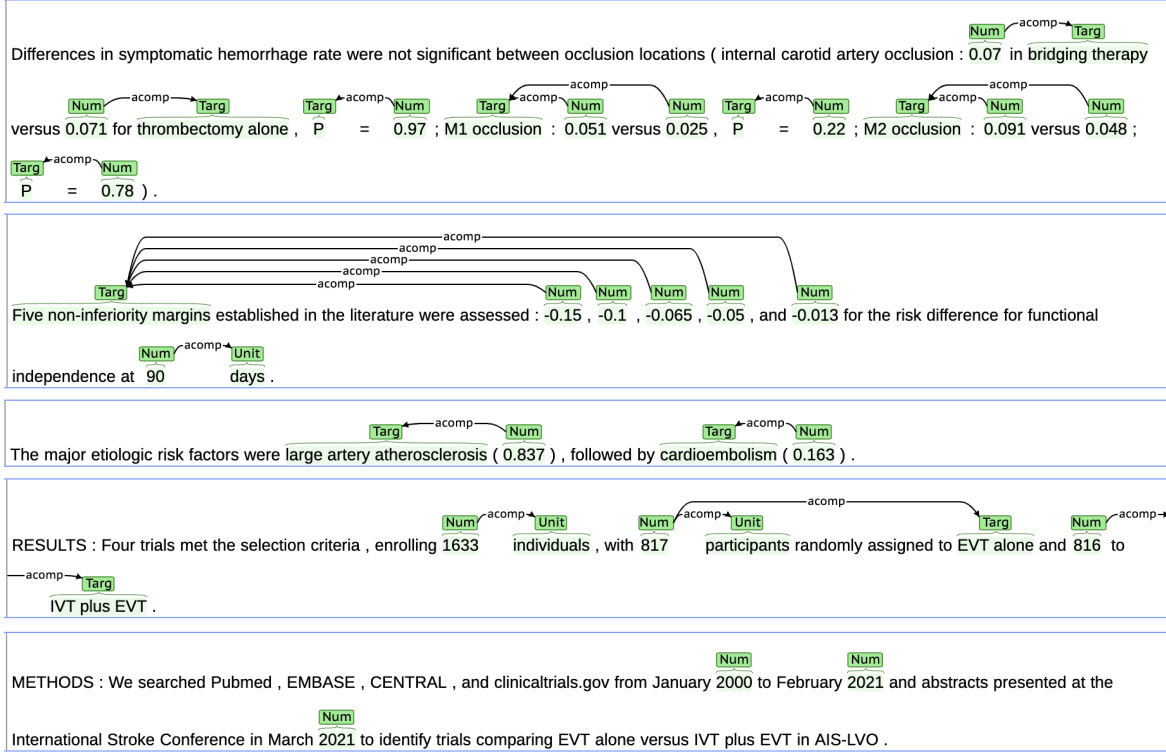 Num acomp Targ
Differences in symptomatic hemorrhage rate were not significant between occlusion locations ( internal carotid artery occlusion : 0.07 in bridging therapy
acomp acomp
Num acomp Targ Targ acomp Num Targ acomp Num Num Targ acomp Num Targ acomp Num Num
versus 0.071 for thrombectomy alone , P = 0.97 ; M1 occlusion : 0.051 versus 0.025 , P = 0.22 ; M2 occlusion : 0.091 versus 0.048 ;
Targ acomp Num
P = 0.78 ) .
acomp
acomp
acomp
acomp
acomp
Targ Num Num Num Num Num
Five non-inferiority margins established in the literature were assessed : -0.15 , -0.1 , -0.065 , -0.05 , and -0.013 for the risk difference for functional
Num acomp Unit
independence at 90 days .
Targ acomp Num Targ acomp Num
The major etiologic risk factors were large artery atherosclerosis ( 0.837 ) , followed by cardioembolism ( 0.163 ) .
acomp
Num acomp Unit Num acomp Unit Targ Num acomp
RESULTS : Four trials met the selection criteria , enrolling 1633 individuals , with 817 participants randomly assigned to EVT alone and 816 to
acomp Targ
IVT plus EVT .
Num Num
METHODS : We searched Pubmed , EMBASE , CENTRAL , and clinicaltrials.gov from January 2000 to February 2021 and abstracts presented at the
Num
International Stroke Conference in March 2021 to identify trials comparing EVT alone versus IVT plus EVT in AIS-LVO .